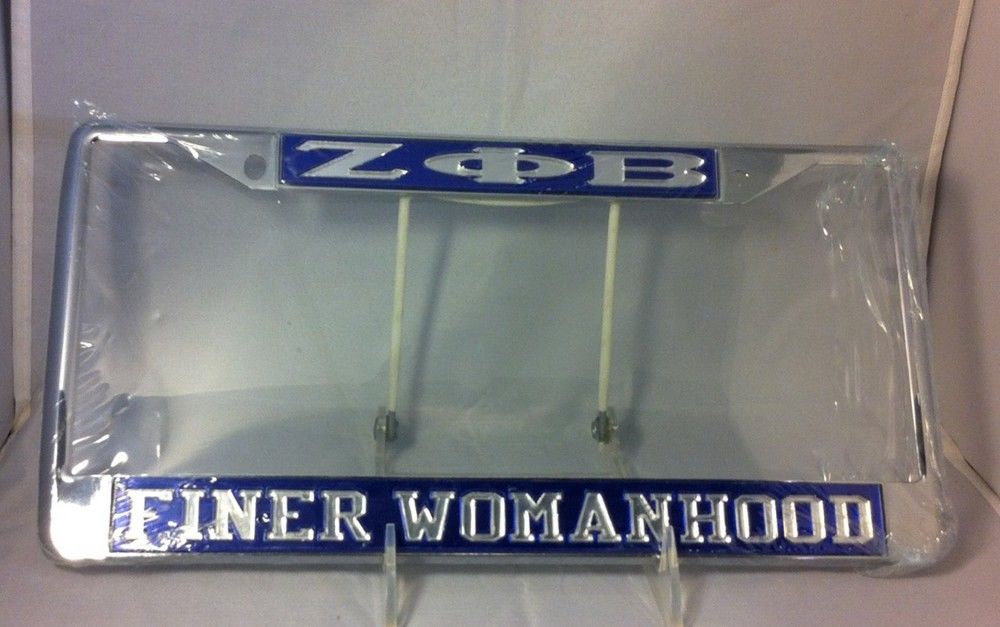 ΖΦΒ
FINER WOMANHOOD